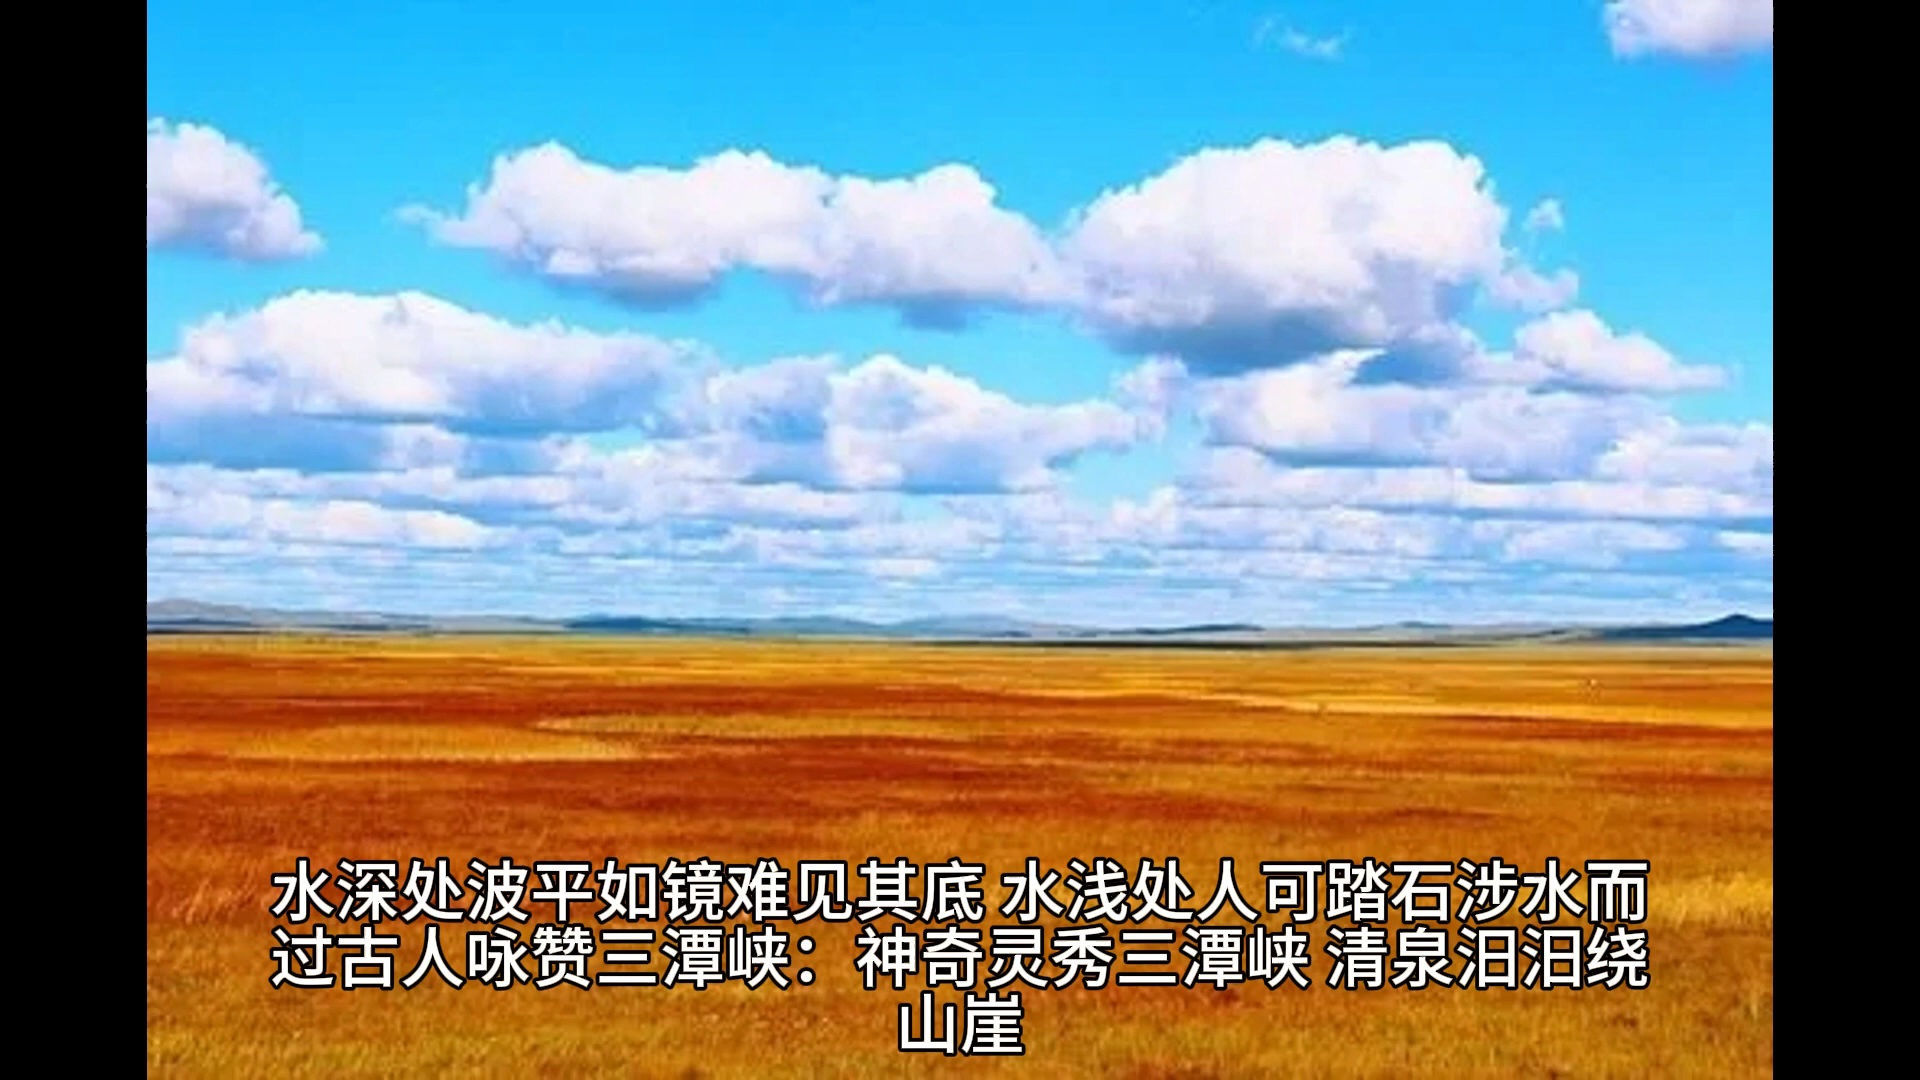 水深处波平如镜难见其底 水浅处人可踏石涉水而
过古人咏赞三潭峡：神奇灵秀三潭峡 清泉汩汩绕
山崖